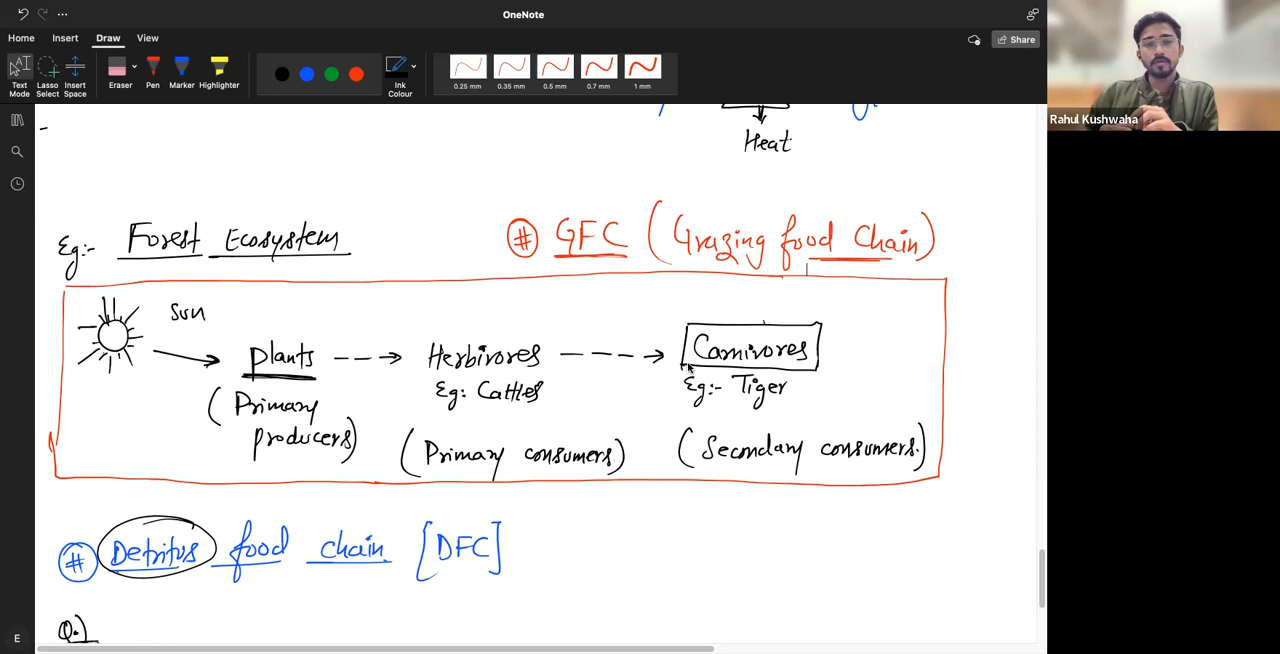 OneNote
Home Insert Draw View
Share
Text Mode
Lasso Select
Insert Space
Eraser
Pen
Marker
Highlighter
Ink Colour
0.25 mm
0.35 mm
0.5 mm
0.7 mm
1 mm
Rahul Kushwaha
Heat
Eg:- Forest Ecosystem
# GFC (Grazing food Chain)
Sun
Plants --> Herbivores ---> Carnivores
Eg: Cattles
Eg:- Tiger
(Primary producers)
(Primary consumers)
(Secondary consumers.)
# Detritus food chain [DFC]
Q.)
E